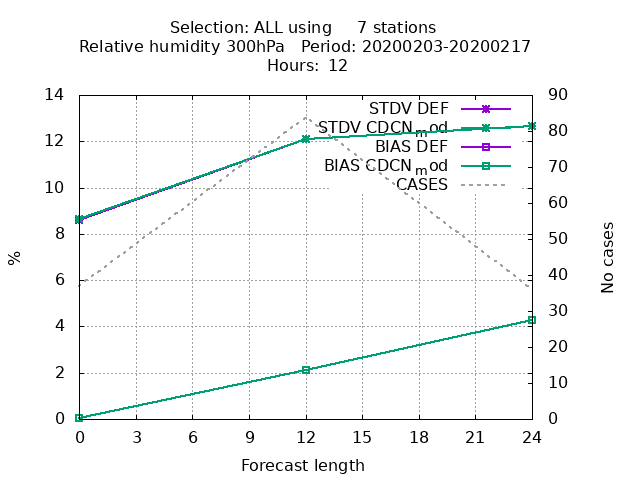 Selection: ALL using 7 stations
Relative humidity 300hPa Period: 20200203-20200217
Hours: 12
14 90
STDV DEF
80
STDV CDCN_mod
12
BIAS DEF
70
BIAS CDCN_mod
CASES
10
60
8
50
%
No cases
6
40
4
30
20
2
10
0 0
0 3 6 9 12 15 18 21 24
Forecast length